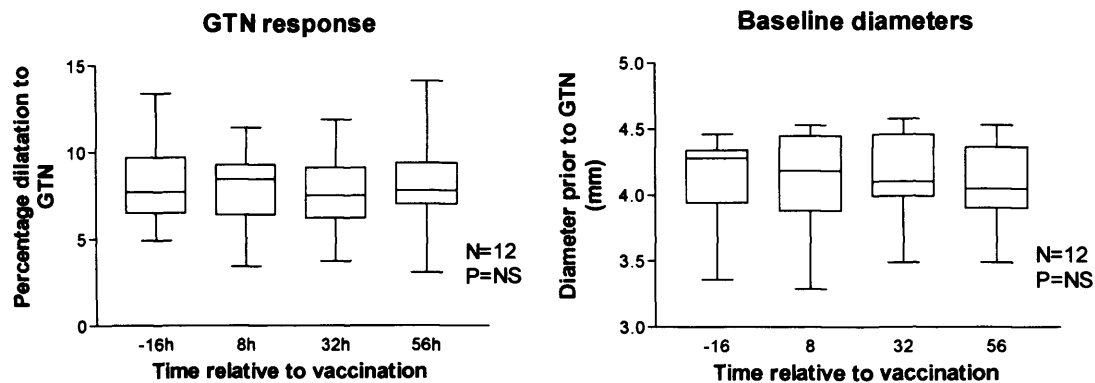 GTN response
Percentage dilatation to
GTN
15
10
5
0
N=12
P=NS
-16h 8h 32h 56h
Time relative to vaccination
Baseline diameters
Diameter prior to GTN
(mm)
5.0
4.5
4.0
3.5
3.0
N=12
P=NS
-16 8 32 56
Time relative to vaccination